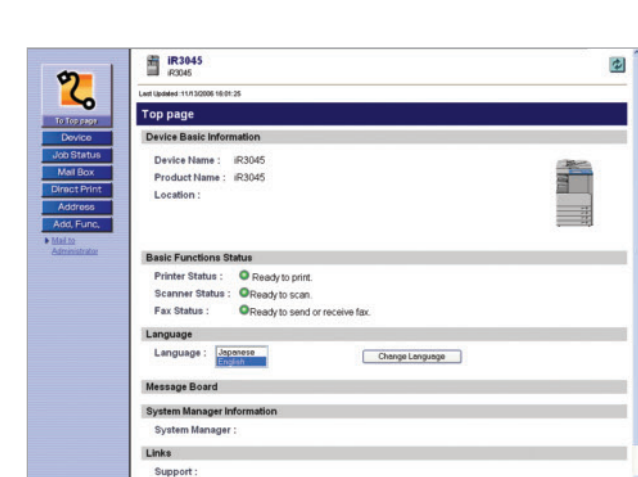 iR3045
iR3045
Last Updated : 11/13/2006 18:01:25
To Top page
Device
Job Status
Mail Box
Direct Print
Address
Add, Func,
Mail to
Administrator
Top page
Device Basic Information
Device Name : iR3045
Product Name : iR3045
Location :
Basic Functions Status
Printer Status : Ready to print.
Scanner Status : Ready to scan.
Fax Status : Ready to send or receive fax.
Language
Language : Japanese
English
Change Language
Message Board
System Manager Information
System Manager :
Links
Support :